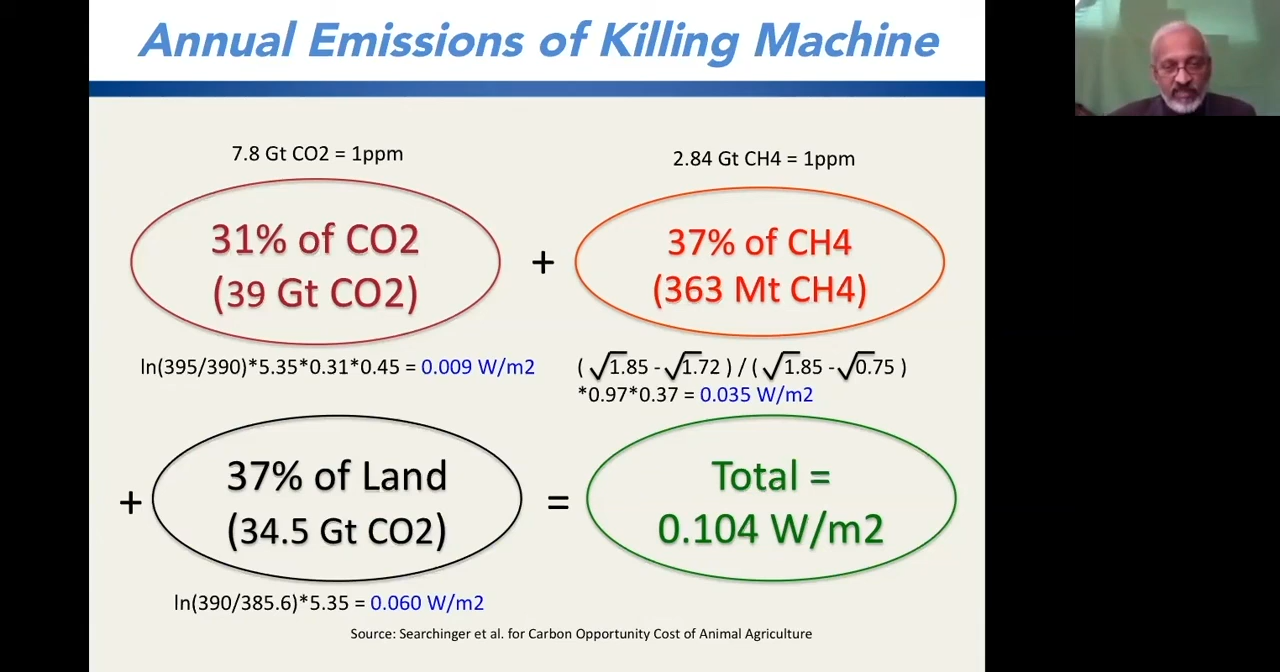 Annual Emissions of Killing Machine
7.8 Gt CO2 = 1ppm
2.84 Gt CH4 = 1ppm
31% of CO2
(39 Gt CO2)
+
37% of CH4
(363 Mt CH4)
ln(395/390)*5.35*0.31*0.45 = 0.009 W/m2
( √1.85 - √1.72 ) / ( √1.85 - √0.75 )
*0.97*0.37 = 0.035 W/m2
+
37% of Land
(34.5 Gt CO2)
=
Total =
0.104 W/m2
ln(390/385.6)*5.35 = 0.060 W/m2
Source: Searchinger et al. for Carbon Opportunity Cost of Animal Agriculture